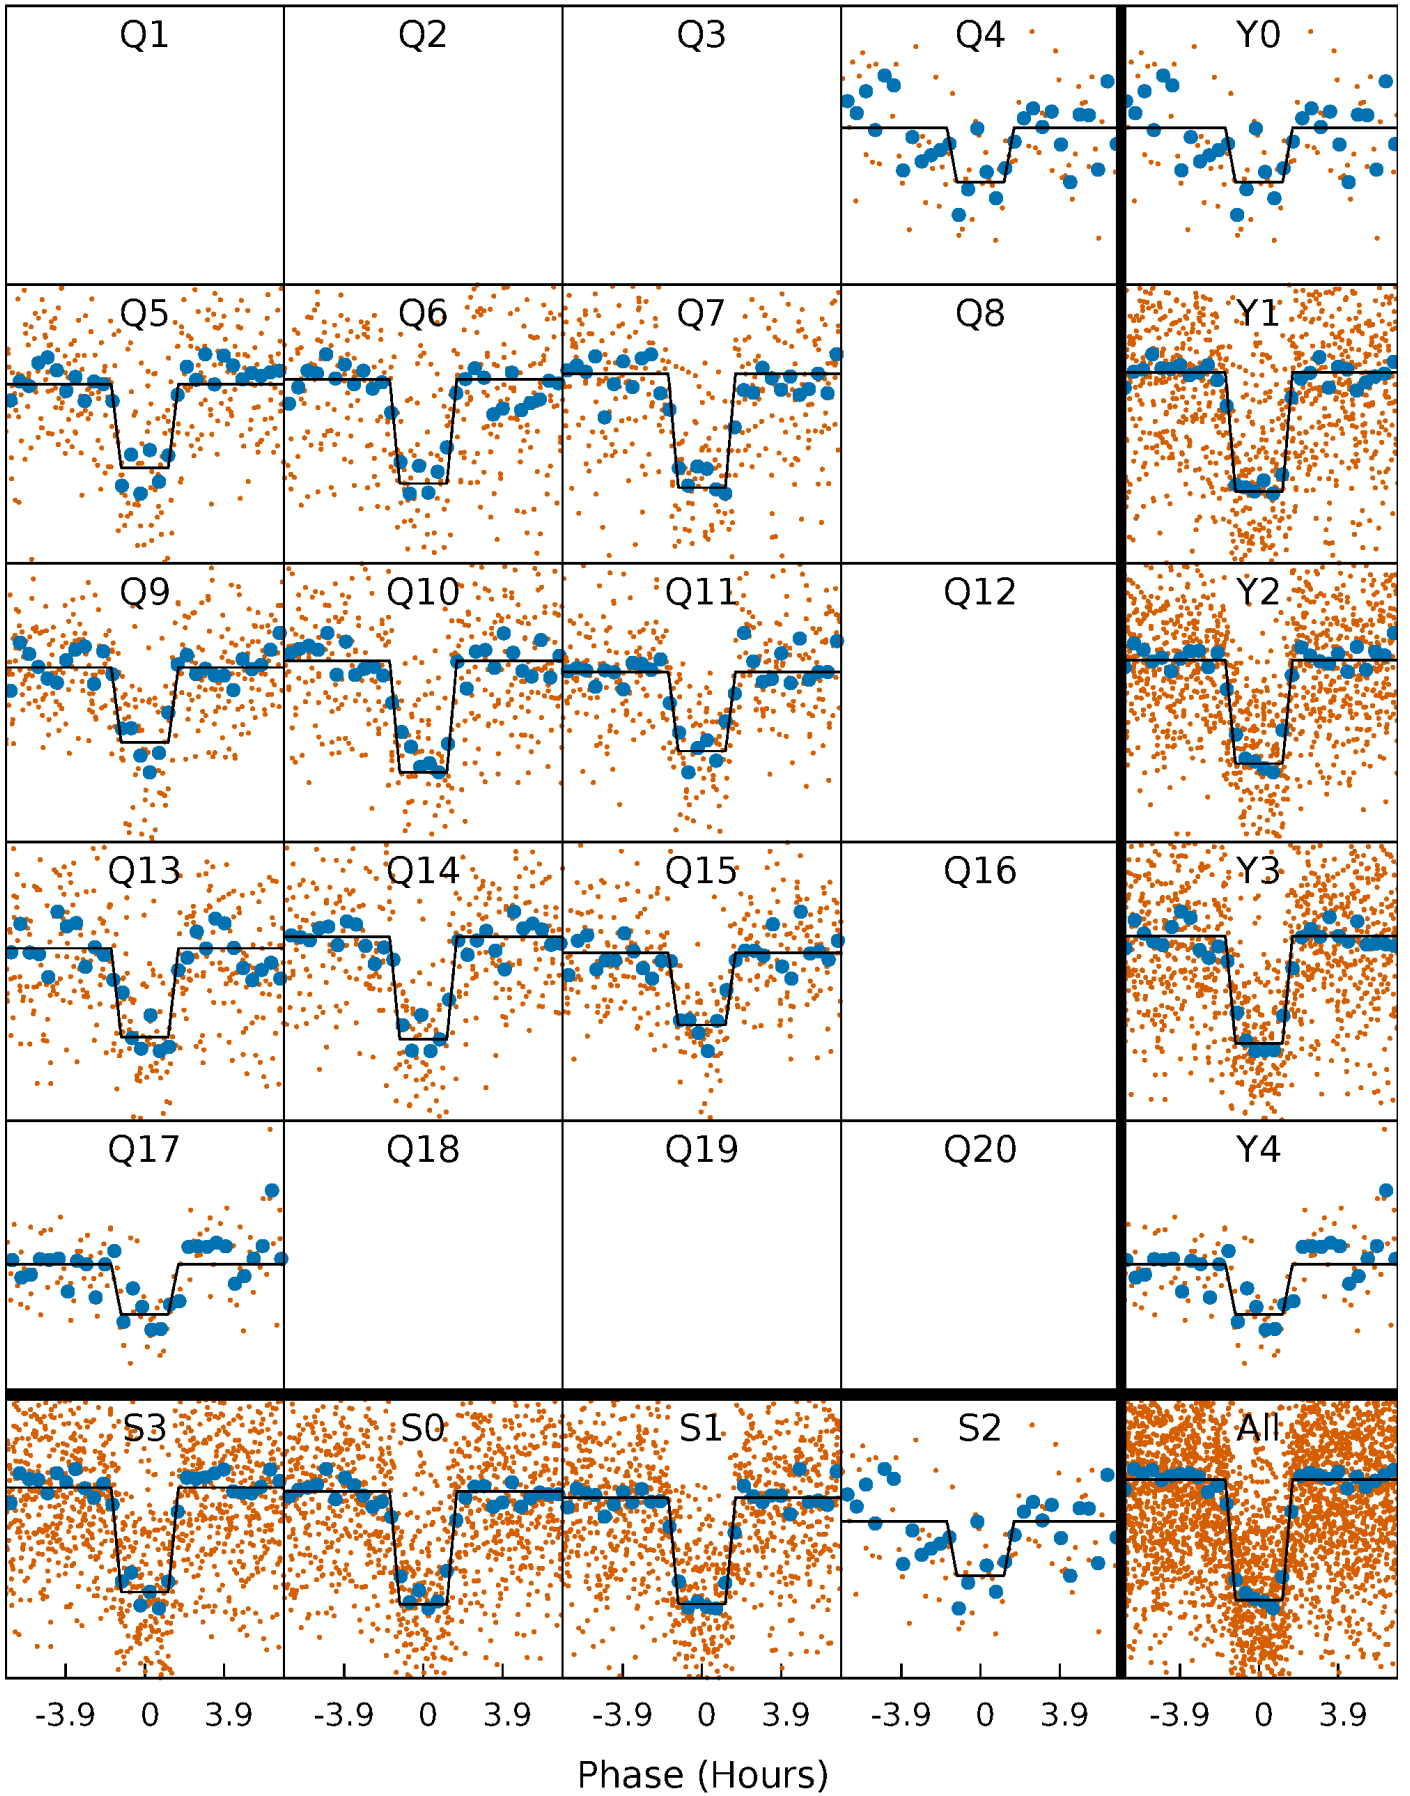 Q1 Q2 Q3 Q4 Y0
Q5 Q6 Q7 Q8 Y1
Q9 Q10 Q11 Q12 Y2
Q13 Q14 Q15 Q16 Y3
Q17 Q18 Q19 Q20 Y4
S3 S0 S1 S2 All
-3.9 0 3.9 -3.9 0 3.9 -3.9 0 3.9 -3.9 0 3.9 -3.9 0 3.9
Phase (Hours)